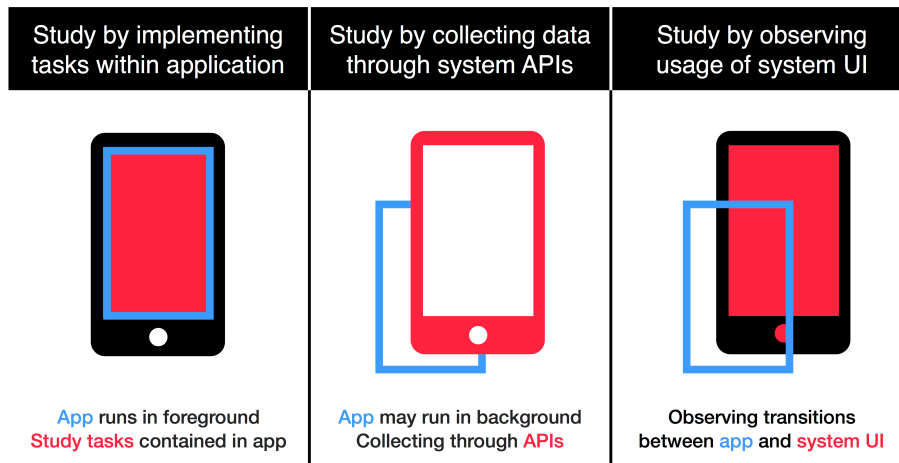 Study by implementing
tasks within application
Study by collecting data
through system APIs
Study by observing
usage of system UI
App runs in foreground
Study tasks contained in app
App may run in background
Collecting through APIs
Observing transitions
between app and system UI